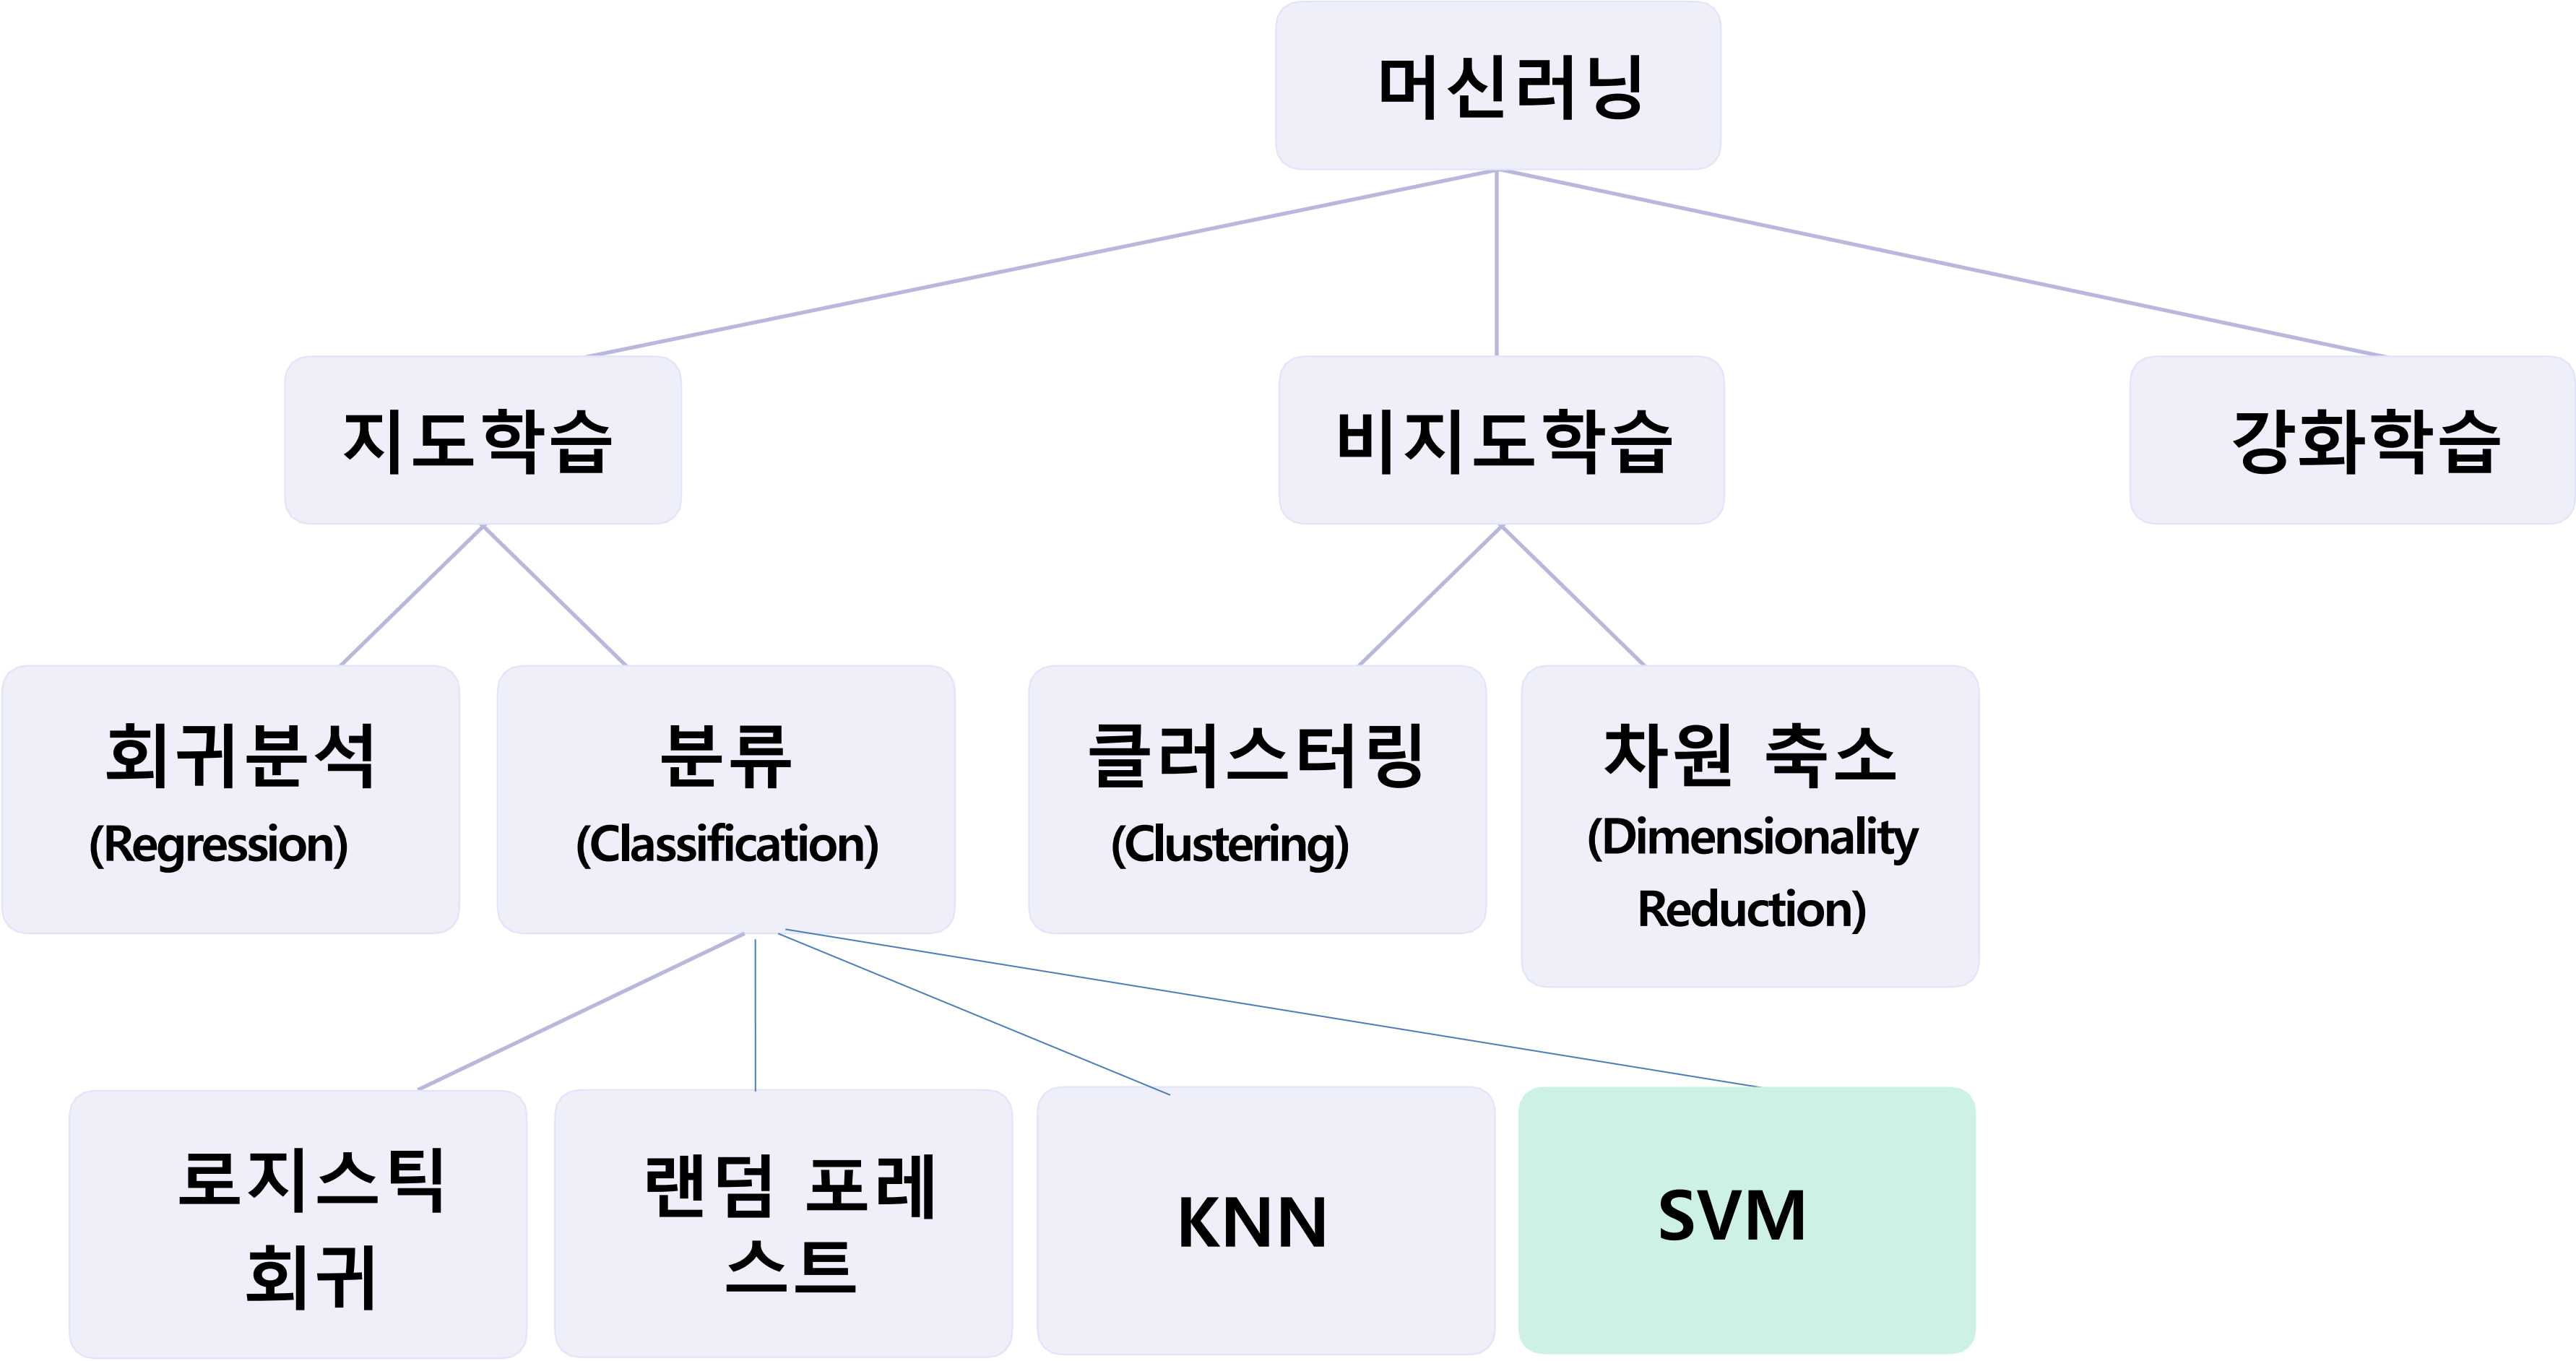 머신러닝
지도학습
비지도학습
강화학습
회귀분석
(Regression)
분류
(Classification)
클러스터링
(Clustering)
차원 축소
(Dimensionality
Reduction)
로지스틱
회귀
랜덤 포레
스트
KNN
SVM